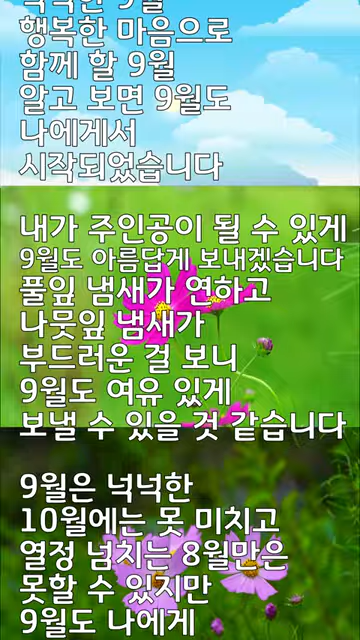 넉넉한 9월
행복한 마음으로
함께 할 9월
알고 보면 9월도
나에게서
시작되었습니다
내가 주인공이 될 수 있게
9월도 아름답게 보내겠습니다
풀잎 냄새가 연하고
나뭇잎 냄새가
부드러운 걸 보니
9월도 여유 있게
보낼 수 있을 것 같습니다
9월은 넉넉한
10월에는 못 미치고
열정 넘치는 8월만은
못할 수 있지만
9월도 나에게